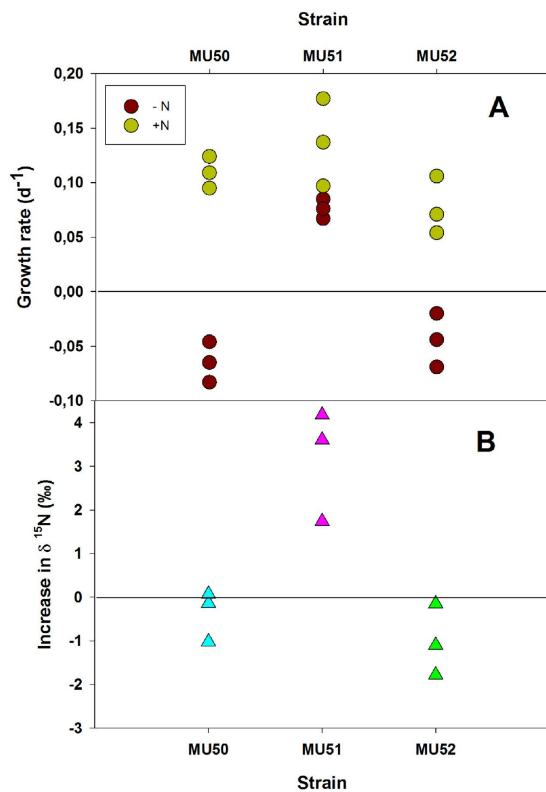 Strain
MU50 MU51 MU52
0,20
- N
+N
A
0,15
0,10
0,05
0,00
-0,05
-0,10
Growth rate (d⁻¹)
4
B
3
2
1
0
-1
-2
-3
Increase in δ ¹⁵N (‰)
MU50 MU51 MU52
Strain